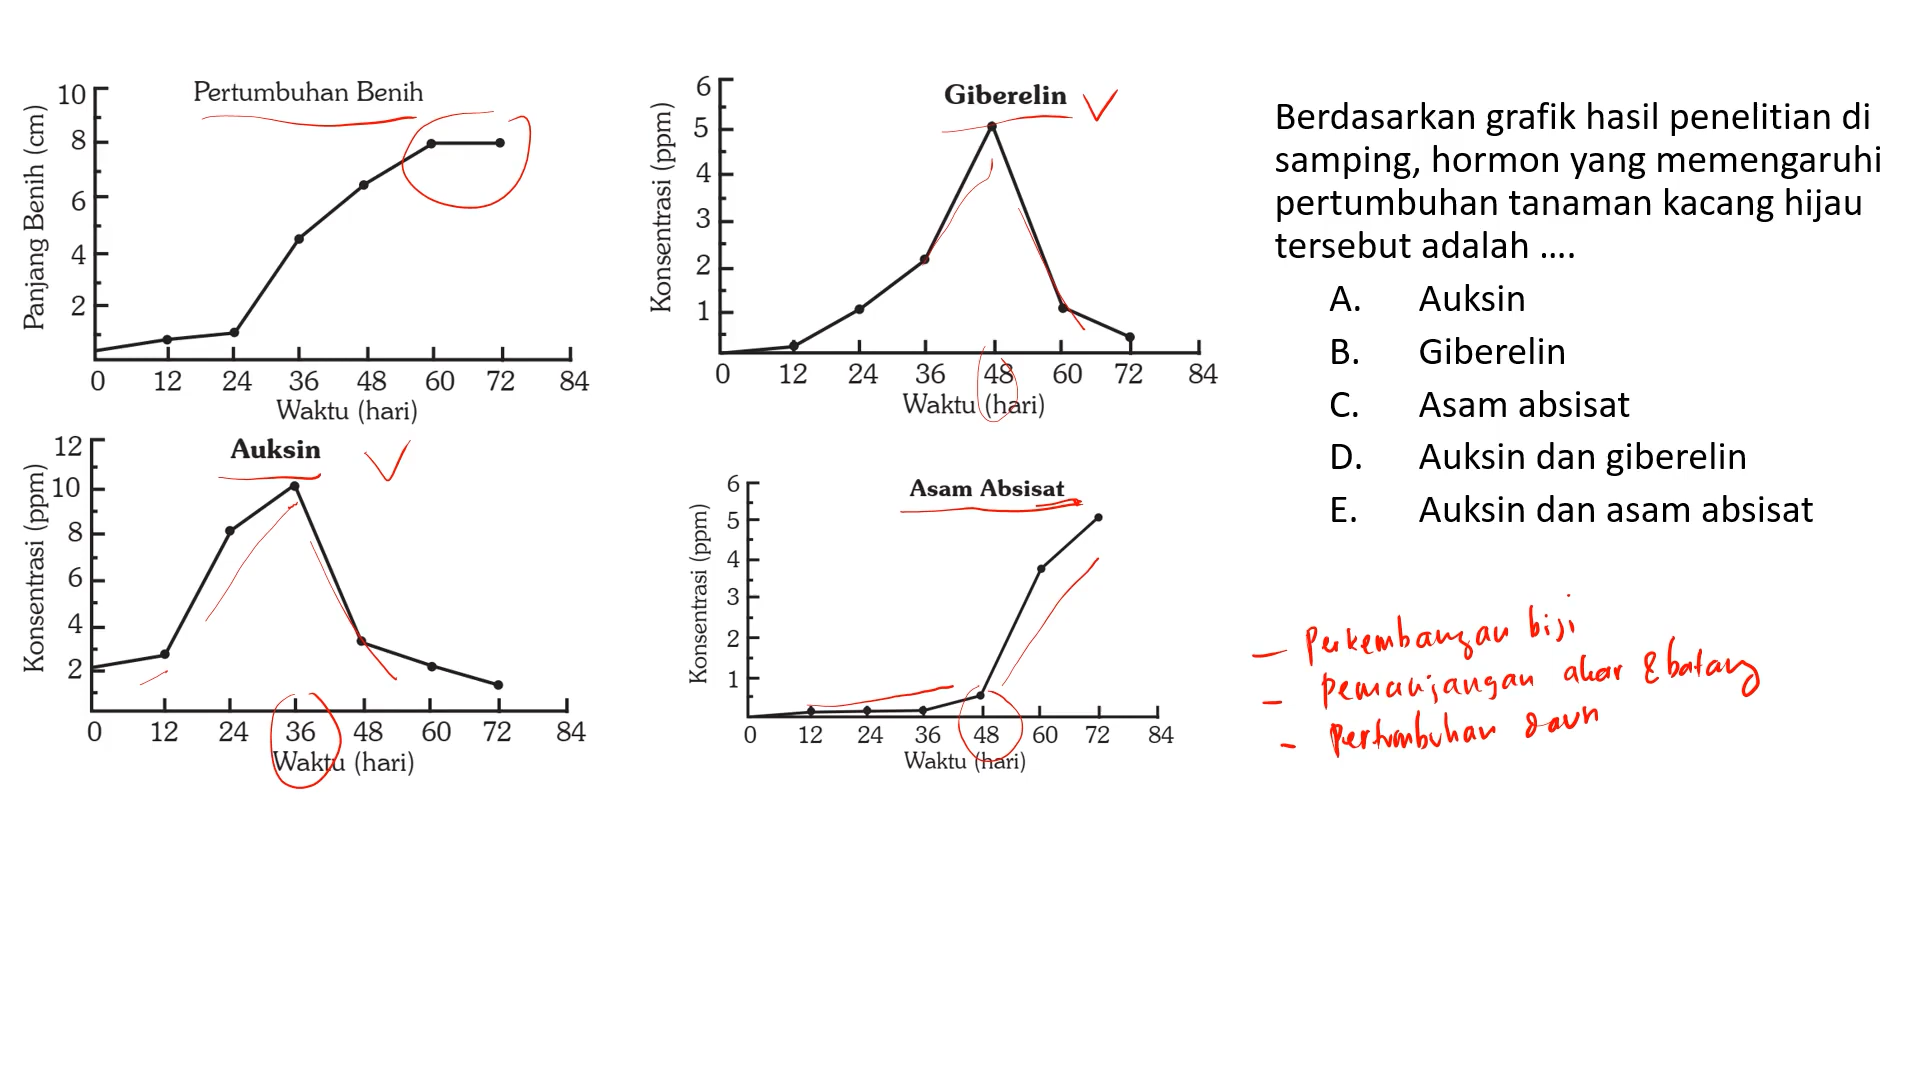 Pertumbuhan Benih
Panjang Benih (cm)
10
8
6
4
2
0 12 24 36 48 60 72 84
Waktu (hari)
Giberelin
Konsentrasi (ppm)
6
5
4
3
2
1
0 12 24 36 48 60 72 84
Waktu (hari)
Auksin
Konsentrasi (ppm)
12
10
8
6
4
2
0 12 24 36 48 60 72 84
Waktu (hari)
Asam Absisat
Konsentrasi (ppm)
6
5
4
3
2
1
0 12 24 36 48 60 72 84
Waktu (hari)
Berdasarkan grafik hasil penelitian di
samping, hormon yang memengaruhi
pertumbuhan tanaman kacang hijau
tersebut adalah ....
A. Auksin
B. Giberelin
C. Asam absisat
D. Auksin dan giberelin
E. Auksin dan asam absisat
- Perkembangan biji
- Pemanjangan akar & batang
- Pertumbuhan daun